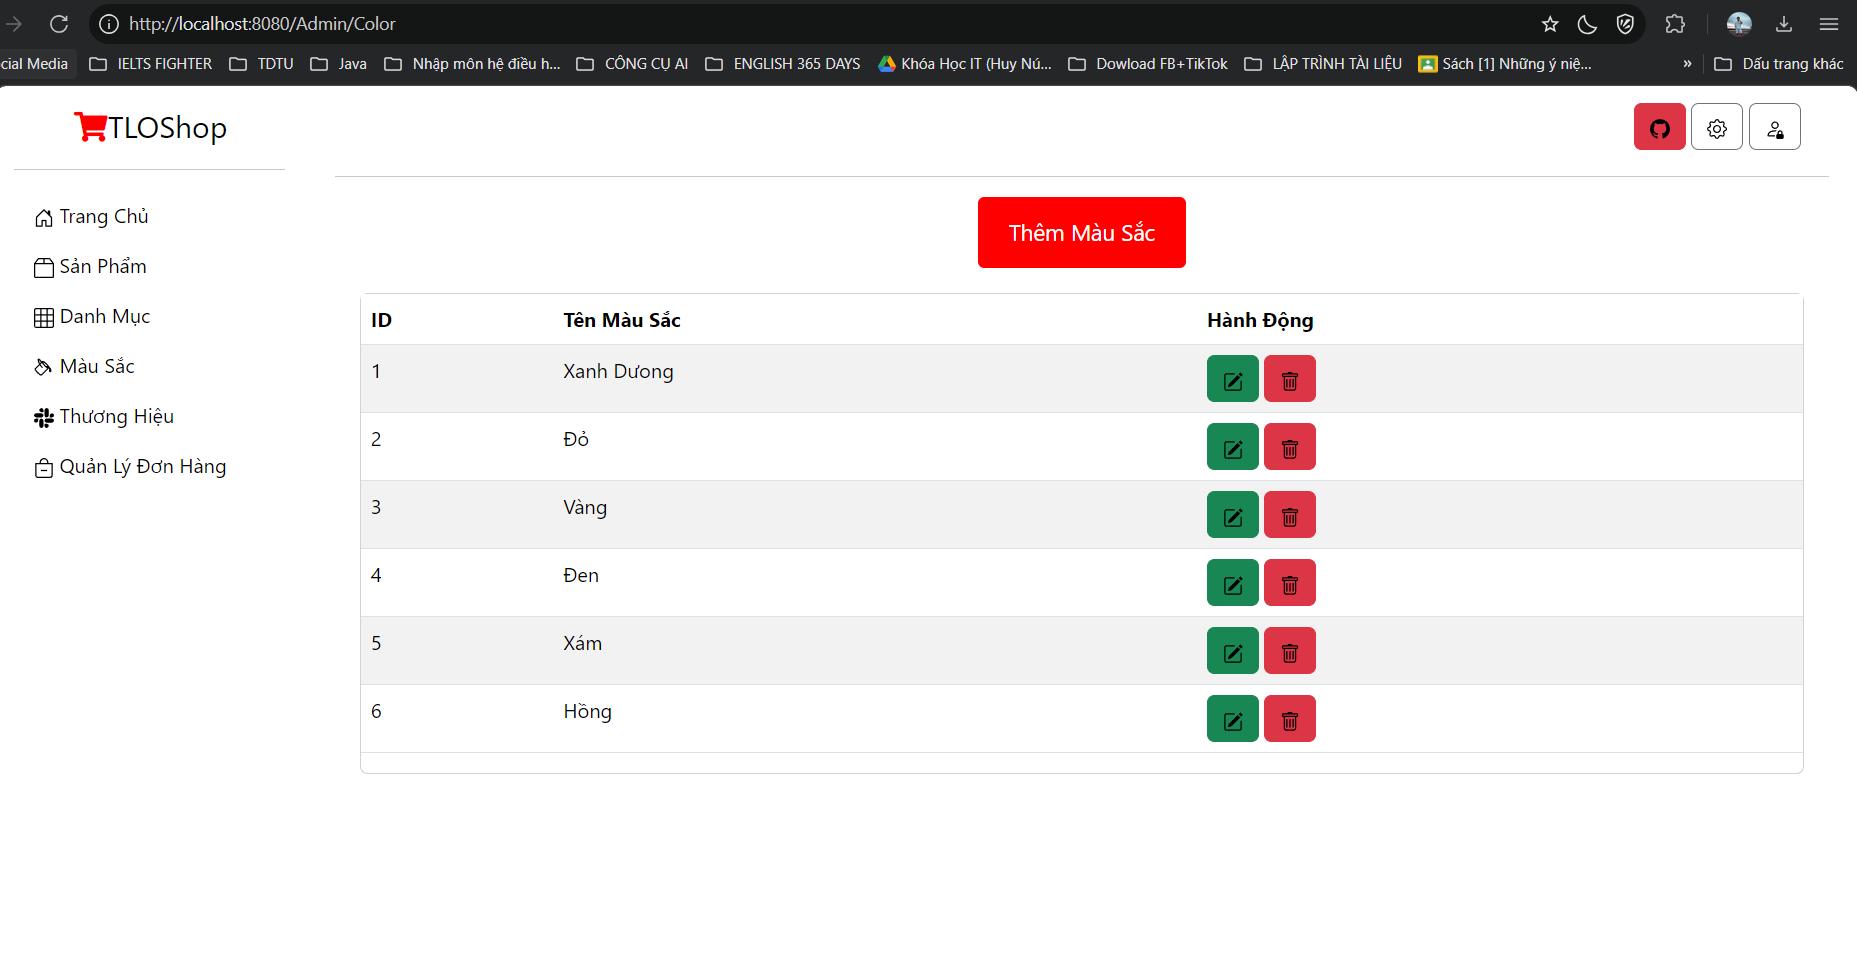 http://localhost:8080/Admin/Color
cial Media IELTS FIGHTER TDTU Java Nhập môn hệ điều h... CÔNG CỤ AI ENGLISH 365 DAYS Khóa Học IT (Huy Nú... Dowload FB+TikTok LẬP TRÌNH TÀI LIỆU Sách [1] Những ý niệ... » Dấu trang khác
TLOShop
Trang Chủ
Sản Phẩm
Danh Mục
Màu Sắc
Thương Hiệu
Quản Lý Đơn Hàng
Thêm Màu Sắc
ID Tên Màu Sắc Hành Động
1 Xanh Dương
2 Đỏ
3 Vàng
4 Đen
5 Xám
6 Hồng